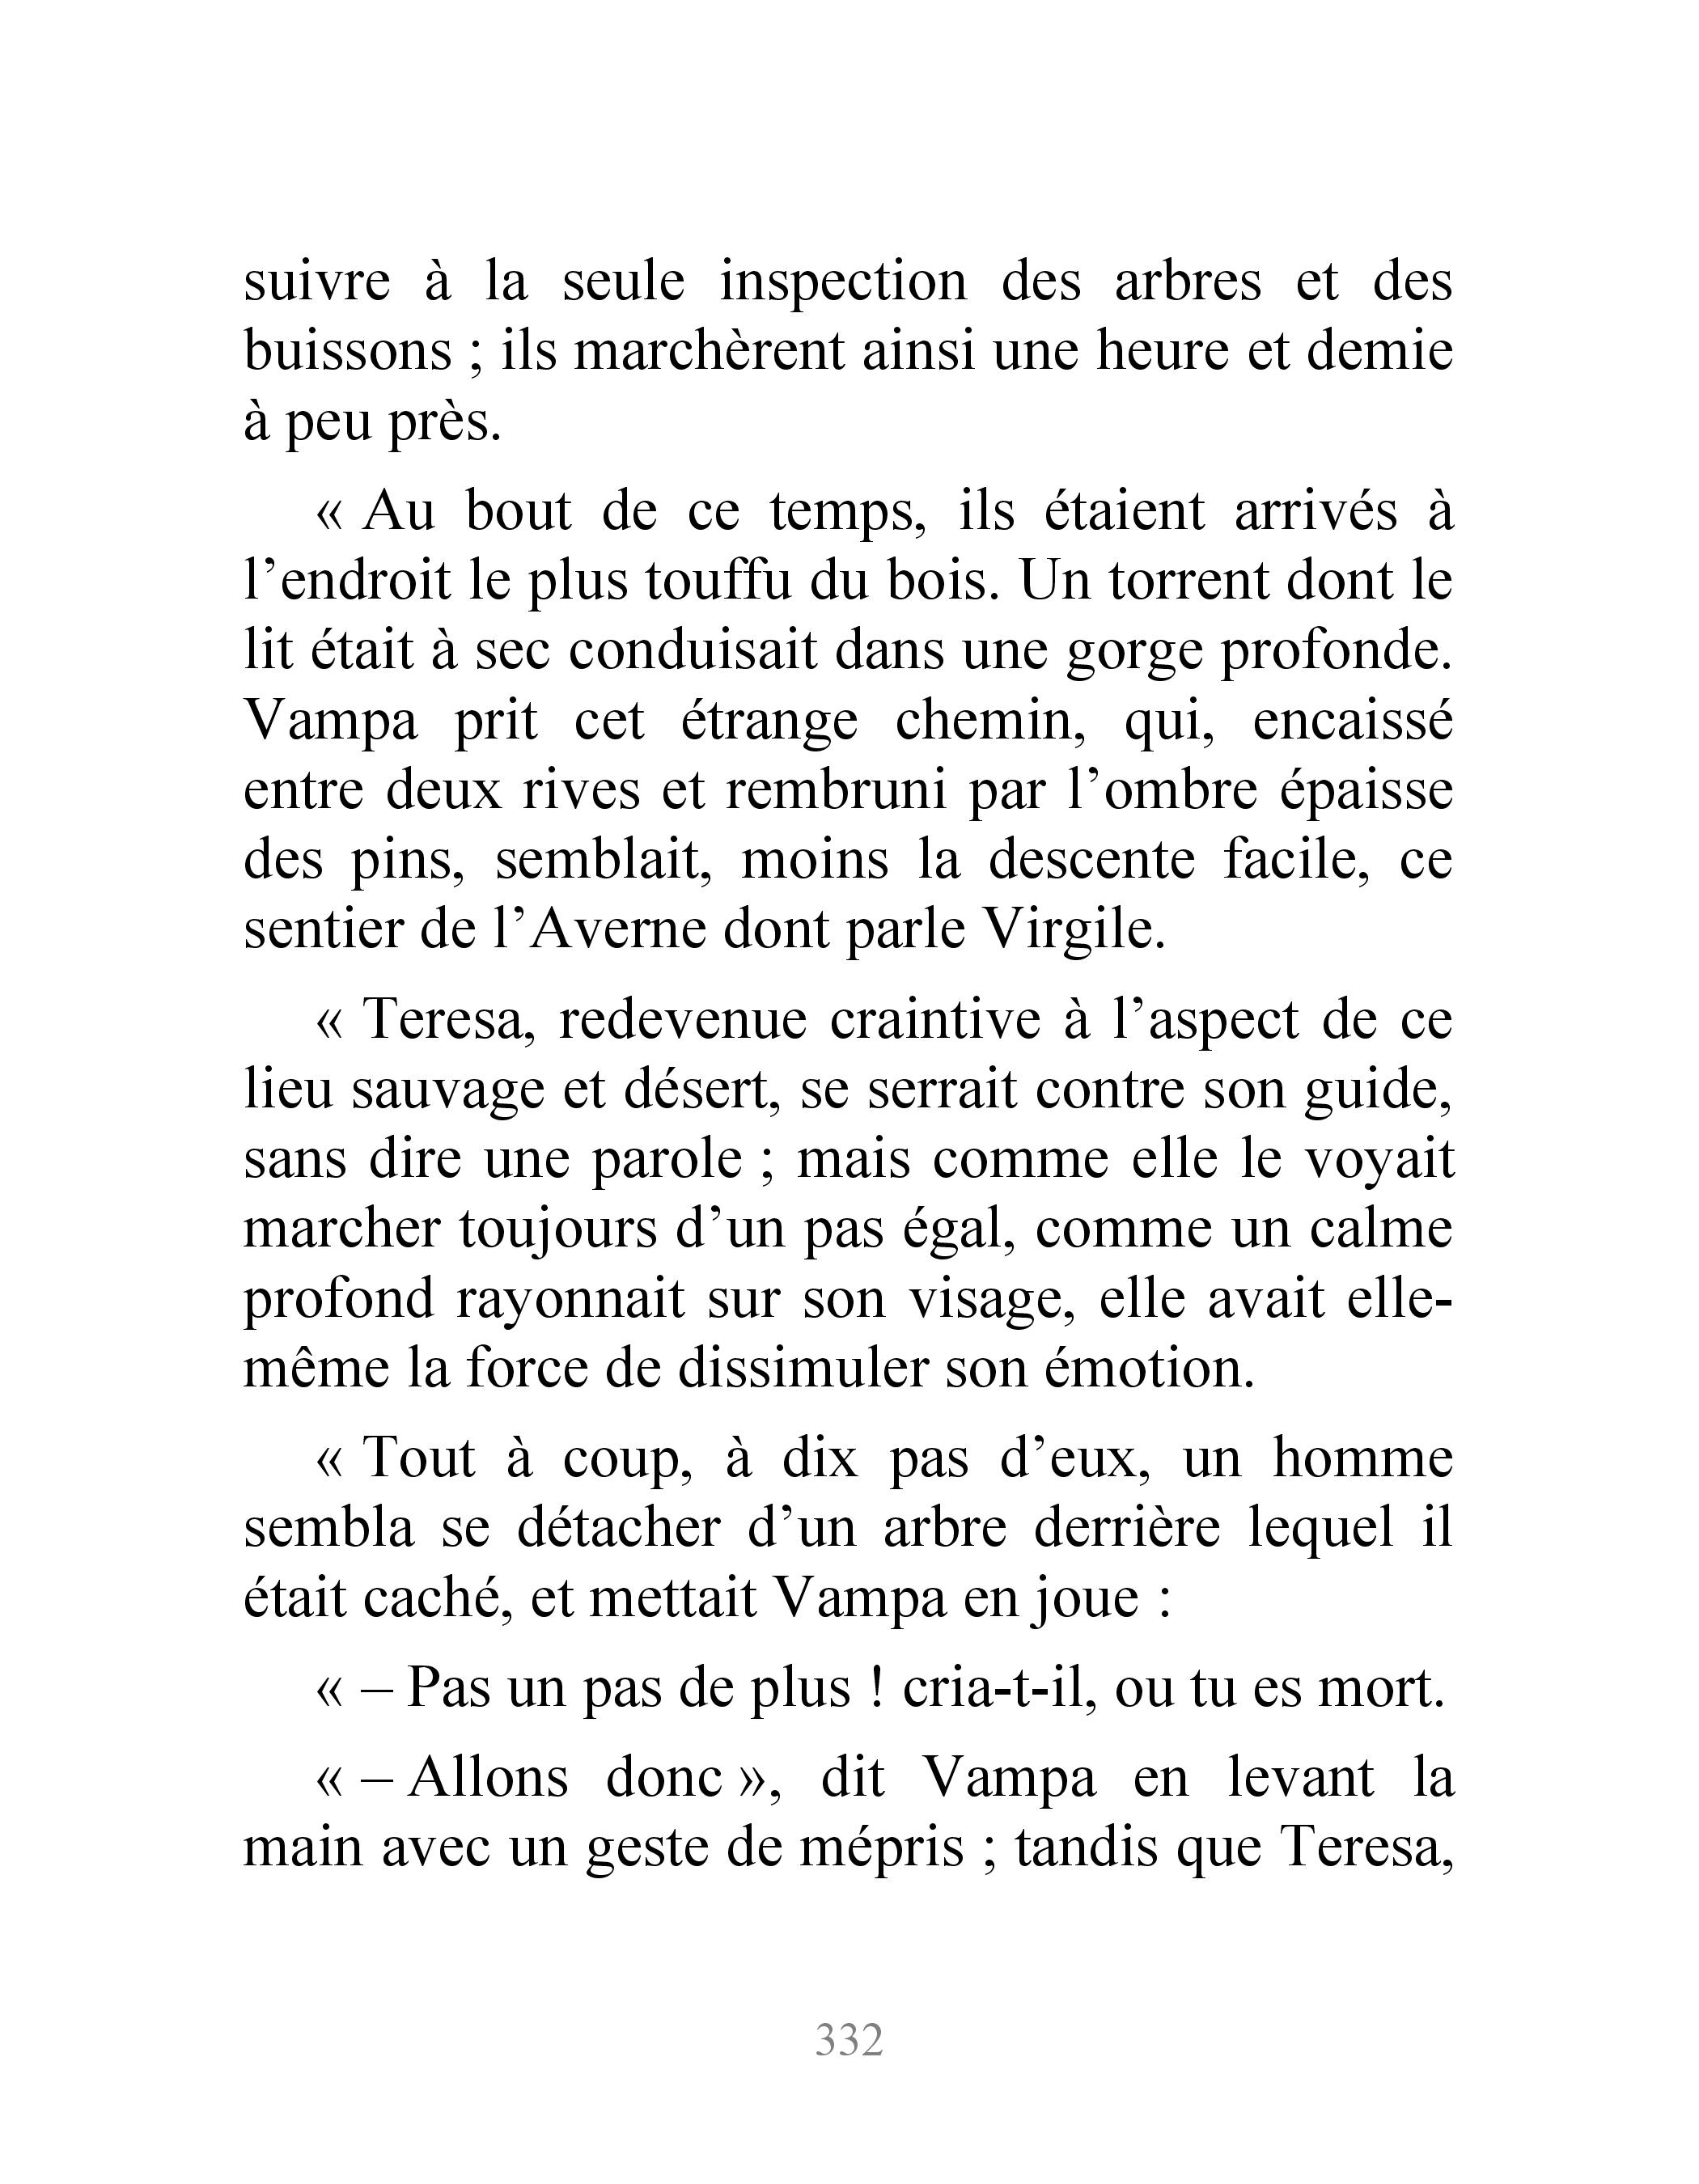 suivre à la seule inspection des arbres et des
buissons ; ils marchèrent ainsi une heure et demie
à peu près.
« Au bout de ce temps, ils étaient arrivés à
l’endroit le plus touffu du bois. Un torrent dont le
lit était à sec conduisait dans une gorge profonde.
Vampa prit cet étrange chemin, qui, encaissé
entre deux rives et rembruni par l’ombre épaisse
des pins, semblait, moins la descente facile, ce
sentier de l’Averne dont parle Virgile.
« Teresa, redevenue craintive à l’aspect de ce
lieu sauvage et désert, se serrait contre son guide,
sans dire une parole ; mais comme elle le voyait
marcher toujours d’un pas égal, comme un calme
profond rayonnait sur son visage, elle avait elle-
même la force de dissimuler son émotion.
« Tout à coup, à dix pas d’eux, un homme
sembla se détacher d’un arbre derrière lequel il
était caché, et mettait Vampa en joue :
« – Pas un pas de plus ! cria-t-il, ou tu es mort.
« – Allons donc », dit Vampa en levant la
main avec un geste de mépris ; tandis que Teresa,
332